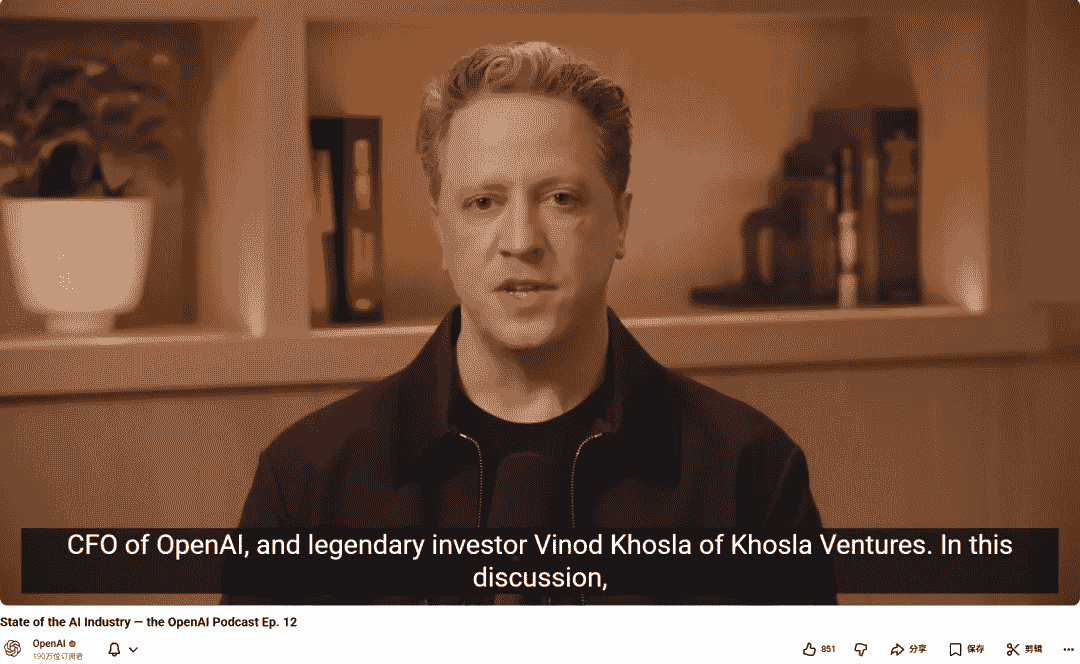 CFO of OpenAI, and legendary investor Vinod Khosla of Khosla Ventures. In this
discussion,
State of the AI Industry — the OpenAI Podcast Ep. 12
OpenAI
190万位订阅者
851
分享
保存
剪辑